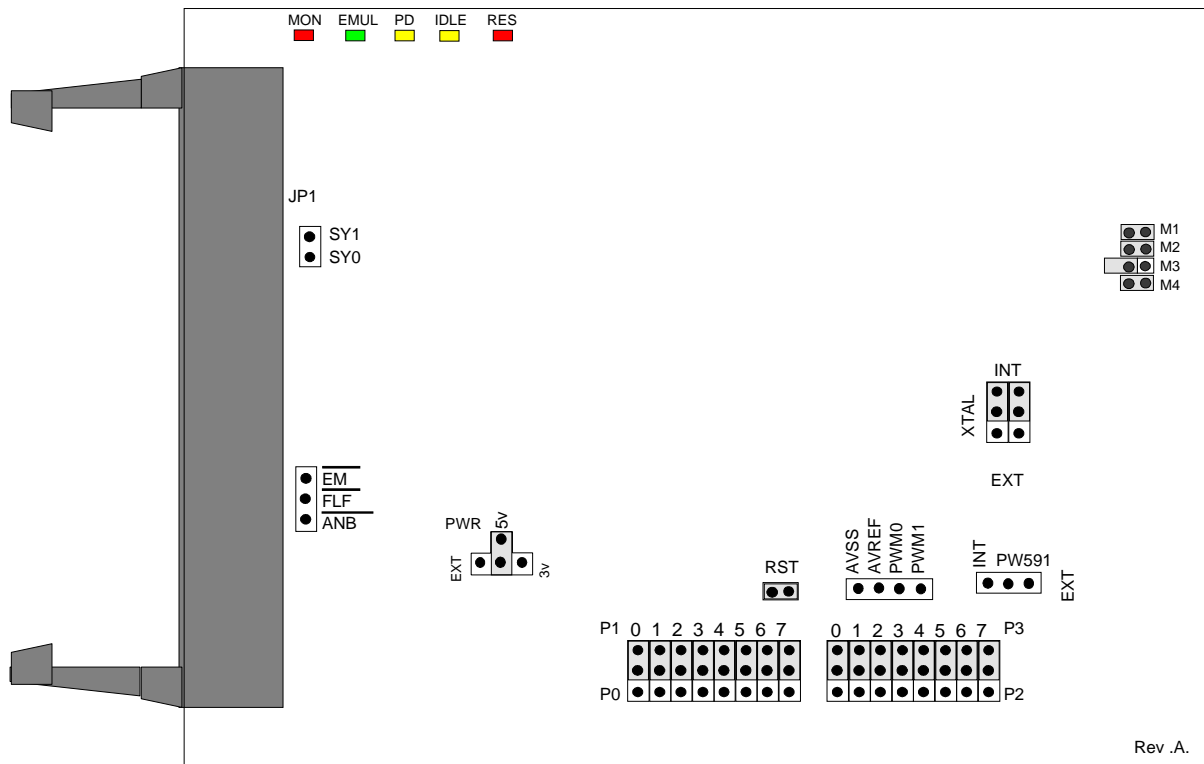 MON EMUL PD IDLE RES
JP1
SY1
SY0
M1
M2
M3
M4
INT
XTAL
EXT
EM
FLF
ANB
PWR
5v
EXT
3v
RST
AVSS
AVREF
PWM0
PWM1
INT
PW591
EXT
P1 0 1 2 3 4 5 6 7
0 1 2 3 4 5 6 7 P3
P0
P2
Rev .A.